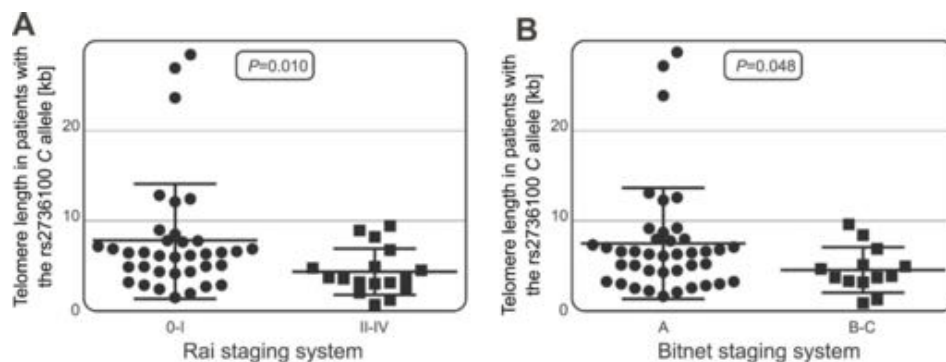 A
Telomere length in patients with
the rs2736100 C allele [kb]
P=0.010
20
10
0
0-I
II-IV
Rai staging system
B
Telomere length in patients with
the rs2736100 C allele [kb]
P=0.048
20
10
0
A
B-C
Bitnet staging system